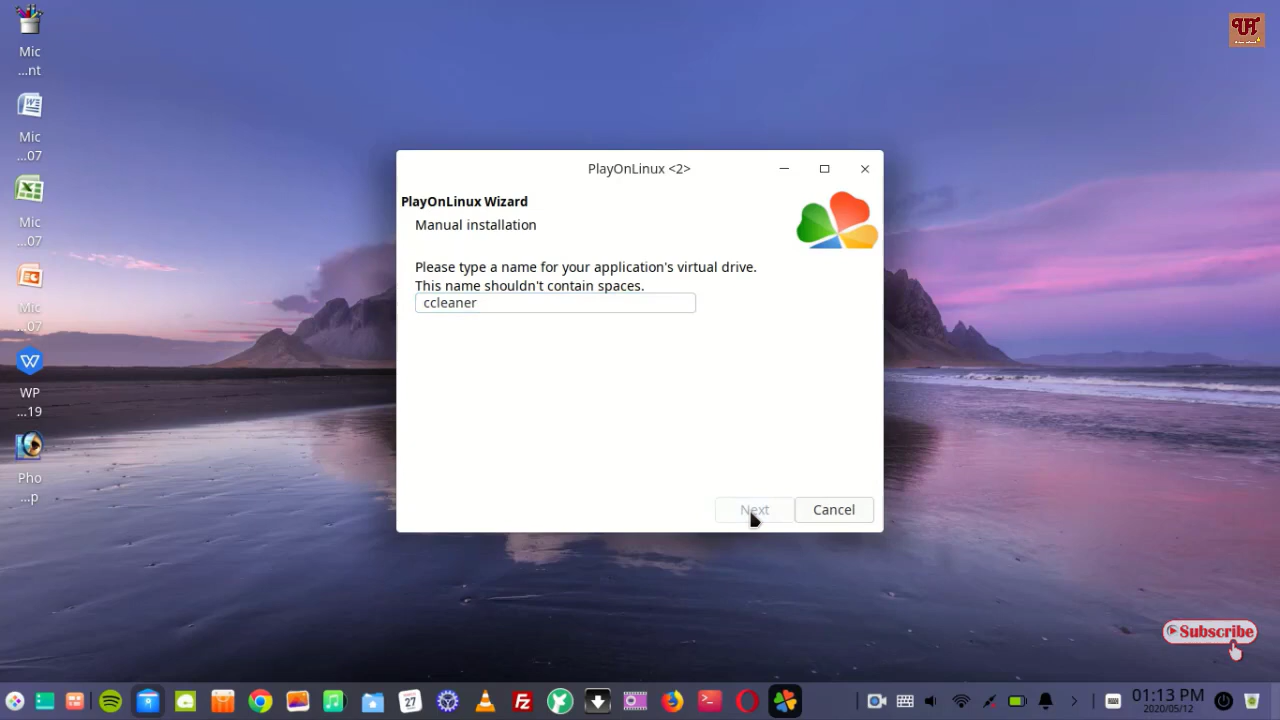 Mic
...nt
Mic
...07
Mic
...07
Mic
...07
WP
...19
Pho
...p
PlayOnLinux <2>
PlayOnLinux Wizard
Manual installation
Please type a name for your application's virtual drive.
This name shouldn't contain spaces.
ccleaner
Next
Cancel
Subscribe
27
01:13 PM
2020/05/12